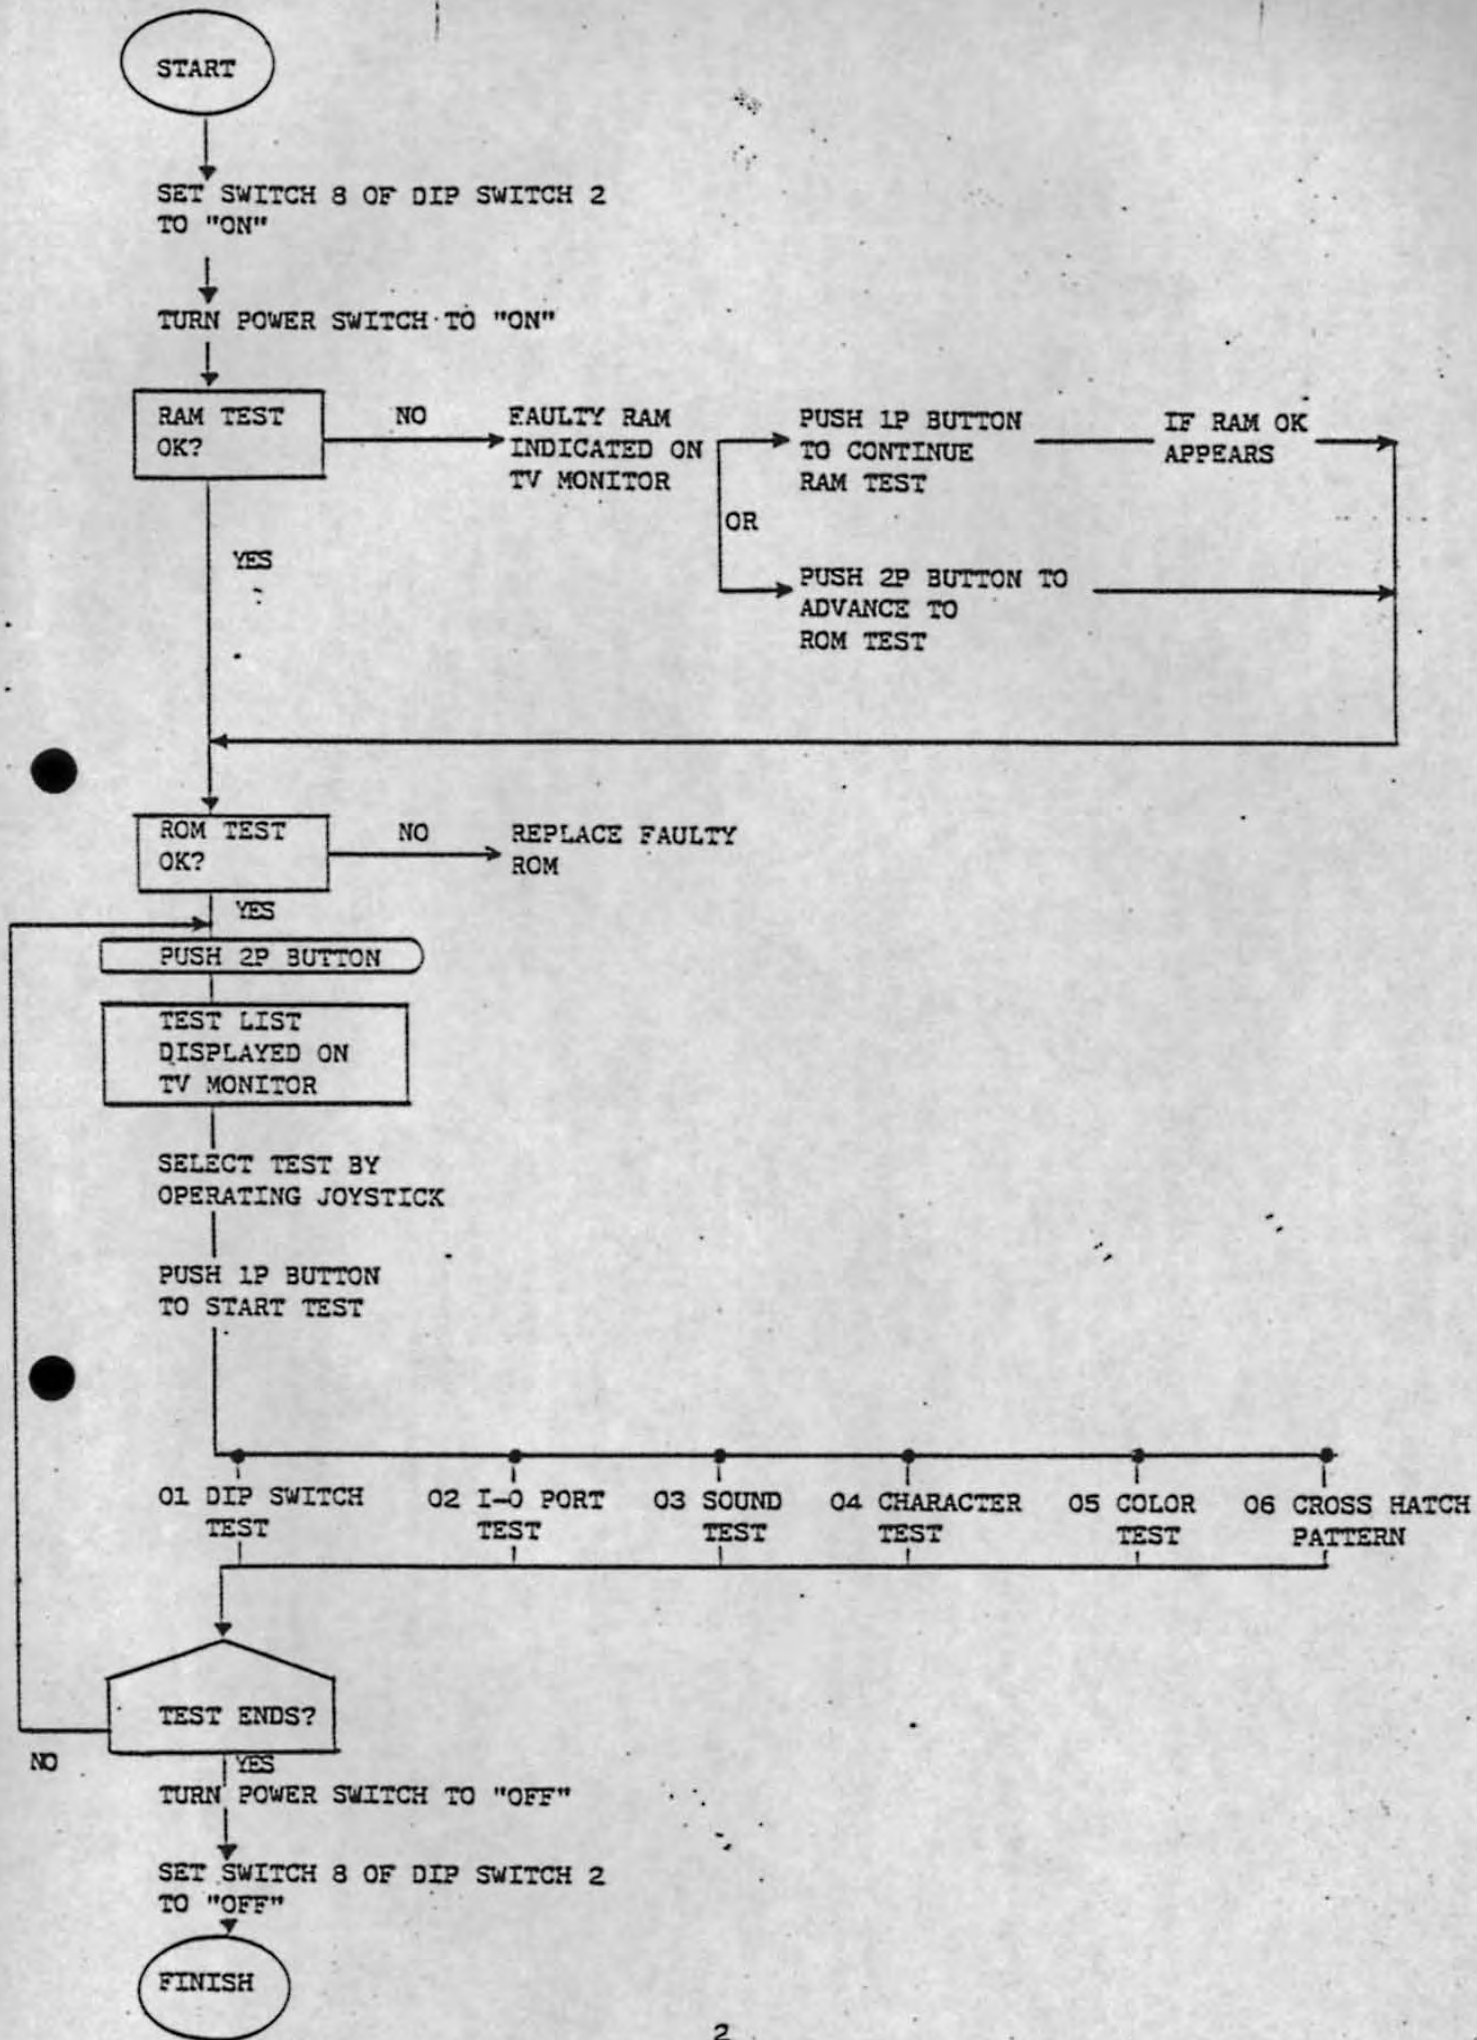 START
SET SWITCH 8 OF DIP SWITCH 2
TO "ON"
TURN POWER SWITCH TO "ON"
RAM TEST
OK?
NO
FAULTY RAM
INDICATED ON
TV MONITOR
PUSH 1P BUTTON
TO CONTINUE
RAM TEST
IF RAM OK
APPEARS
OR
YES
PUSH 2P BUTTON TO
ADVANCE TO
ROM TEST
ROM TEST
OK?
NO
REPLACE FAULTY
ROM
YES
PUSH 2P BUTTON
TEST LIST
DISPLAYED ON
TV MONITOR
SELECT TEST BY
OPERATING JOYSTICK
PUSH 1P BUTTON
TO START TEST
01 DIP SWITCH
TEST
02 I-O PORT
TEST
03 SOUND
TEST
04 CHARACTER
TEST
05 COLOR
TEST
06 CROSS HATCH
PATTERN
TEST ENDS?
NO
YES
TURN POWER SWITCH TO "OFF"
SET SWITCH 8 OF DIP SWITCH 2
TO "OFF"
FINISH
2